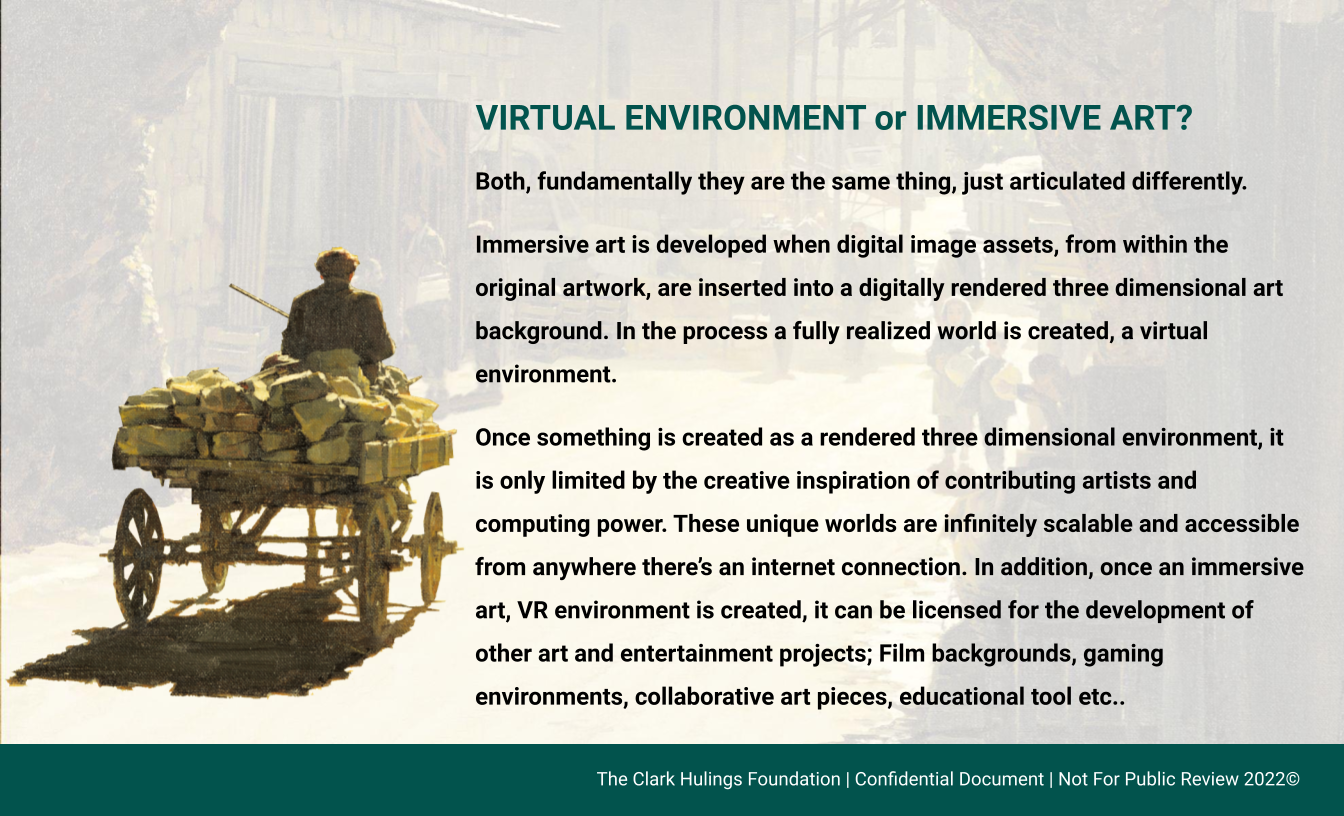 VIRTUAL ENVIRONMENT or IMMERSIVE ART?
Both, fundamentally they are the same thing, just articulated differently.
Immersive art is developed when digital image assets, from within the
original artwork, are inserted into a digitally rendered three dimensional art
background. In the process a fully realized world is created, a virtual
environment.
Once something is created as a rendered three dimensional environment, it
is only limited by the creative inspiration of contributing artists and
computing power. These unique worlds are infinitely scalable and accessible
from anywhere there’s an internet connection. In addition, once an immersive
art, VR environment is created, it can be licensed for the development of
other art and entertainment projects; Film backgrounds, gaming
environments, collaborative art pieces, educational tool etc..
The Clark Hulings Foundation | Confidential Document | Not For Public Review 2022©